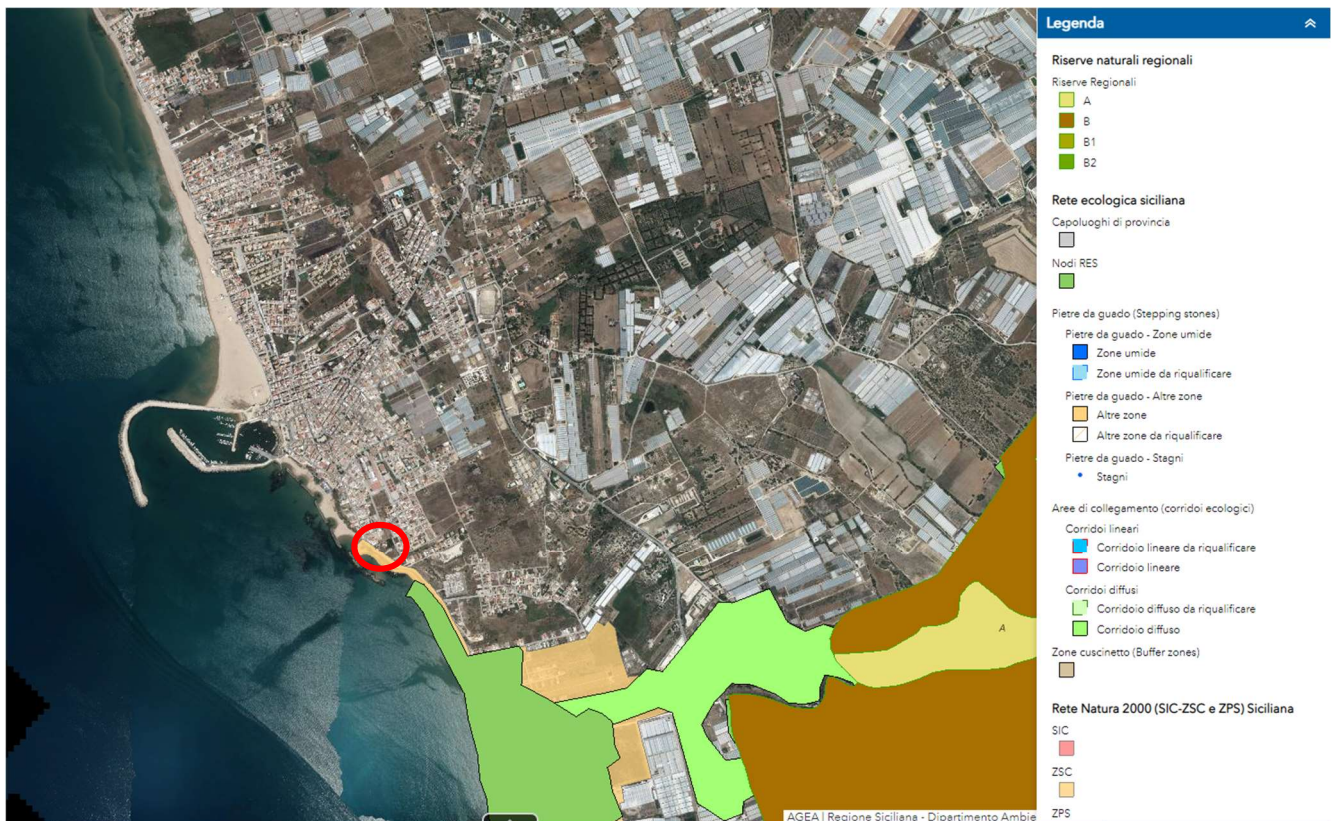 Legenda
Riserve naturali regionali
Riserve Regionali
A
B
B1
B2
Rete ecologica siciliana
Capoluoghi di provincia
Nodi RES
Pietre da guado (Stepping stones)
Pietre da guado - Zone umide
Zone umide
Zone umide da riqualificare
Pietre da guado - Altre zone
Altre zone
Altre zone da riqualificare
Pietre da guado - Stagni
Stagni
Aree di collegamento (corridoi ecologici)
Corridoi lineari
Corridoio lineare da riqualificare
Corridoio lineare
Corridoi diffusi
Corridoio diffuso da riqualificare
Corridoio diffuso
Zone cuscinetto (Buffer zones)
Rete Natura 2000 (SIC-ZSC e ZPS) Siciliana
SIC
ZSC
ZPS
A
AGEA | Regione Siciliana - Dipartimento Ambie